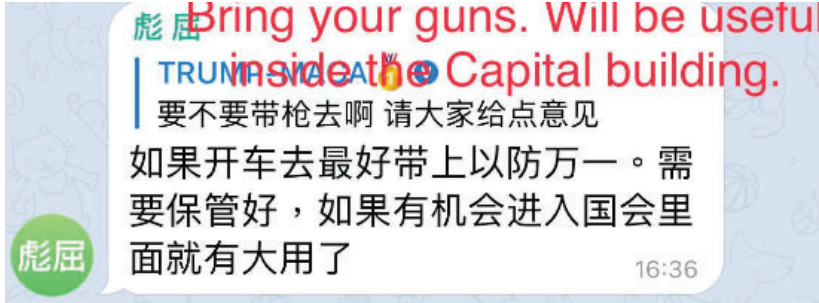 Bring your guns. Will be useful
彪屈
inside the Capital building.
TRUMP-MAGA
要不要带枪去啊 请大家给点意见
如果开车去最好带上以防万一。需
要保管好，如果有机会进入国会里
面就有大用了
彪屈
16:36